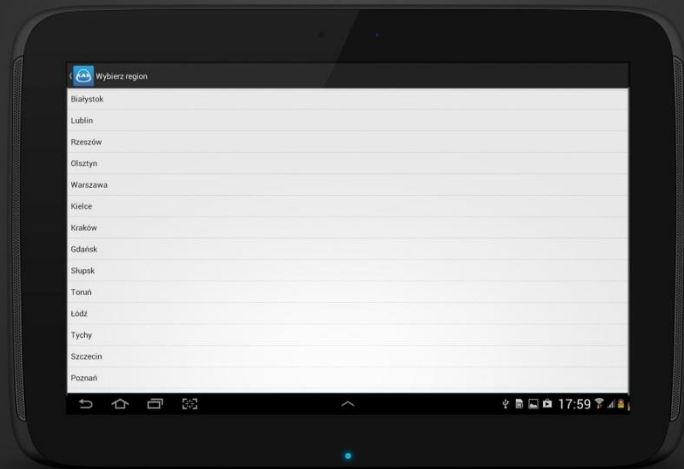 Wybierz region
Białystok
Lublin
Rzeszów
Olsztyn
Warszawa
Kielce
Kraków
Gdańsk
Słupsk
Toruń
Łódź
Tychy
Szczecin
Poznań
17:59